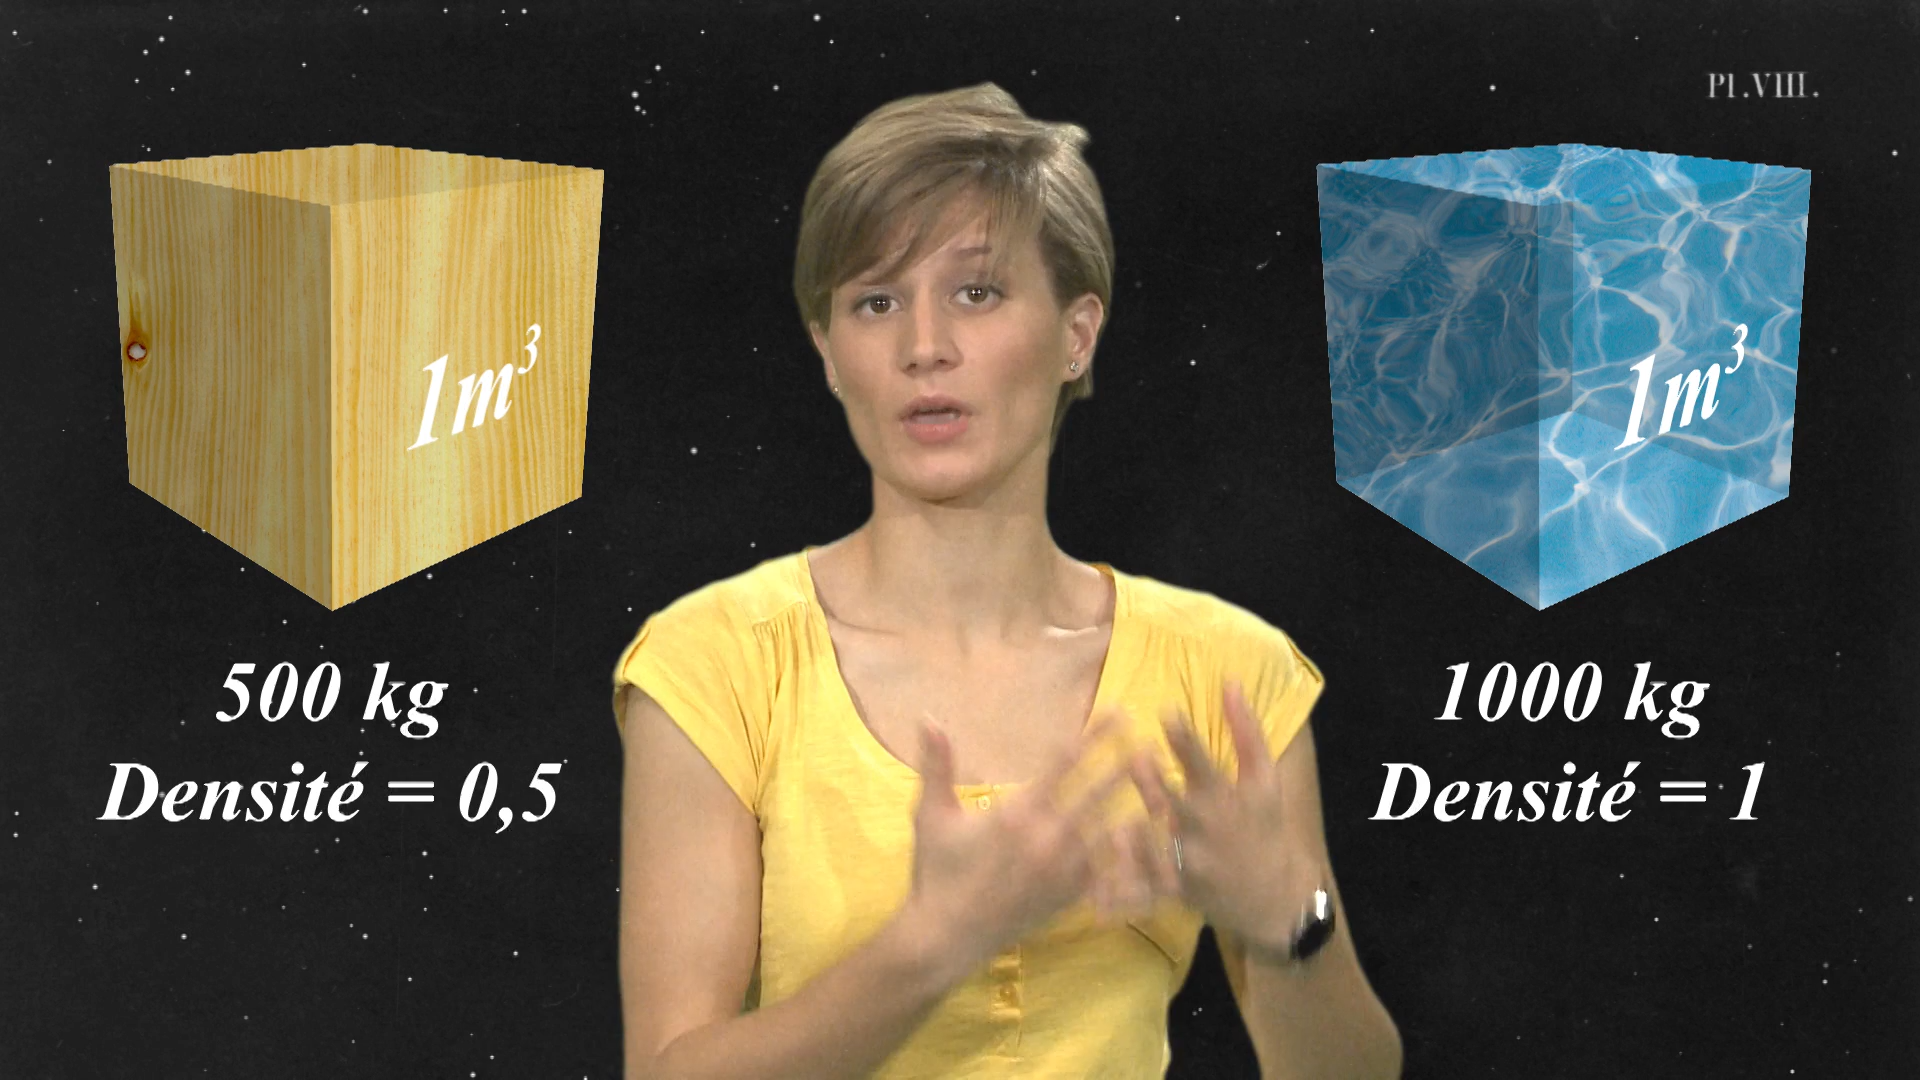 Pl.VIII.
1m³
1m³
500 kg
Densité = 0,5
1000 kg
Densité = 1